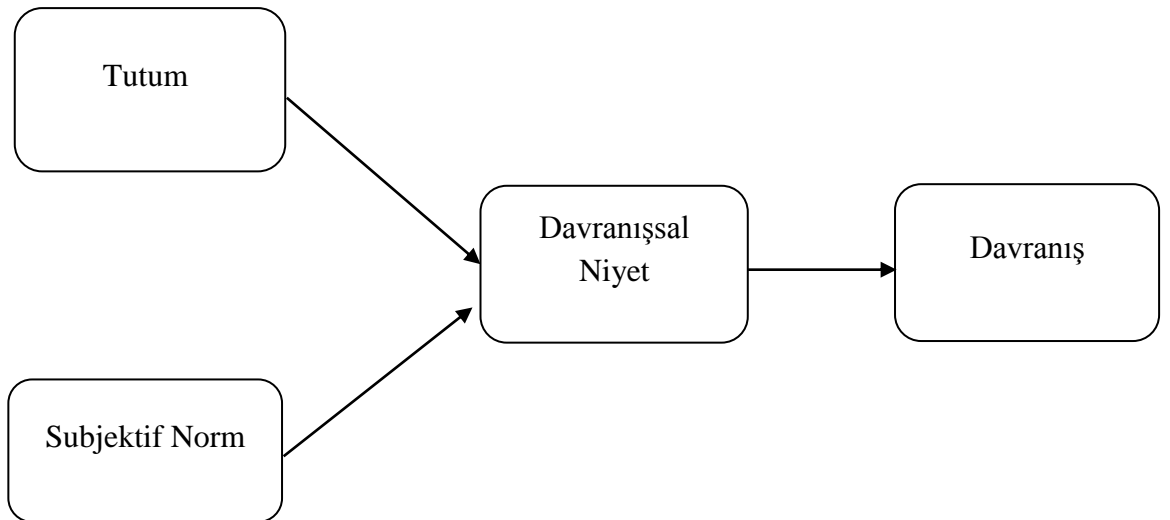 Tutum
Davranışsal
Niyet
Davranış
Subjektif Norm